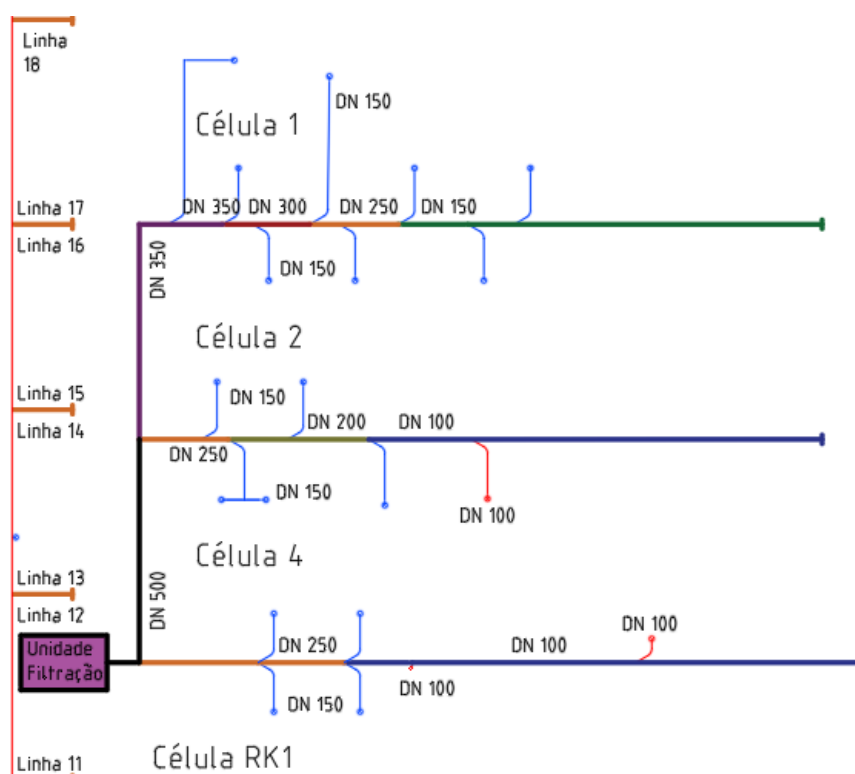 Linha
18
DN 150
Célula 1
Linha 17
DN 350
DN 300
DN 250
DN 150
Linha 16
DN 350
DN 150
Célula 2
Linha 15
DN 150
Linha 14
DN 200
DN 100
DN 250
DN 150
DN 100
Célula 4
Linha 13
DN 500
Linha 12
DN 100
Unidade
Filtração
DN 250
DN 100
DN 100
DN 150
Célula RK1
Linha 11